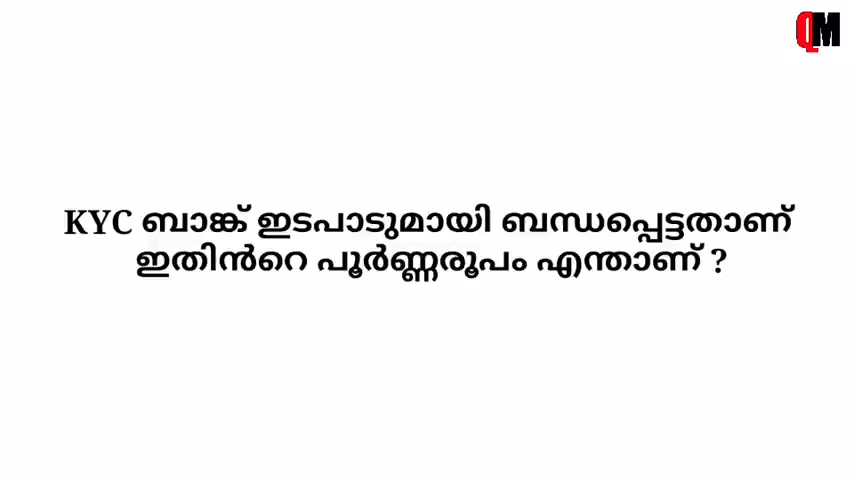 QM
KYC ബാങ്ക് ഇടപാടുമായി ബന്ധപ്പെട്ടതാണ്
ഇതിൻറെ പൂർണ്ണരൂപം എന്താണ് ?